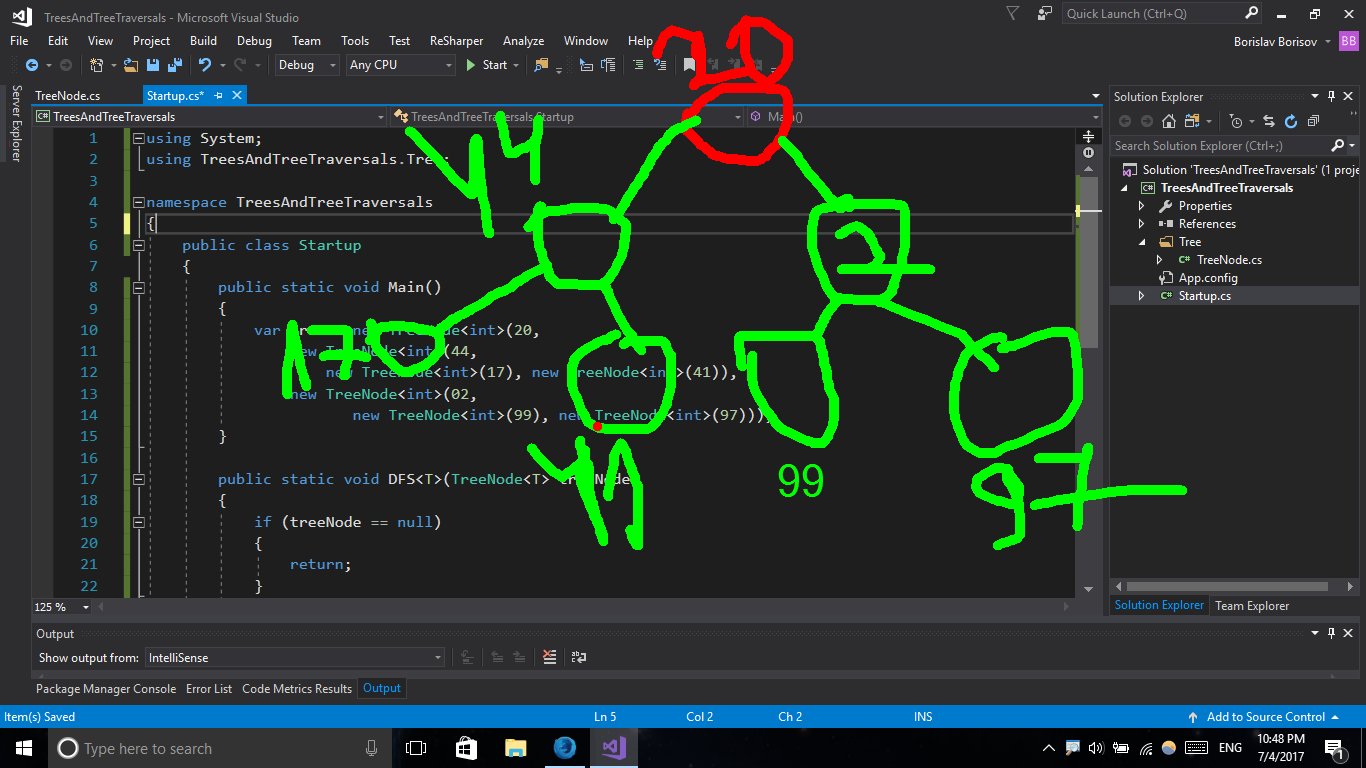 TreesAndTreeTraversals - Microsoft Visual Studio
Quick Launch (Ctrl+Q)
File Edit View Project Build Debug Team Tools Test ReSharper Analyze Window Help
Borislav Borisov BB
Debug Any CPU Start
20
Server Explorer
TreeNode.cs Startup.cs*
TreesAndTreeTraversals TreesAndTreeTraversals.Startup Main()
1 using System;
2 using TreesAndTreeTraversals.Tree;
3
4 namespace TreesAndTreeTraversals
5 {
6 public class Startup
7 {
8 public static void Main()
9 {
10 var new TreeNode<int>(20,
11 new TreeNode<int>(44,
12 new TreeNode<int>(17), new TreeNode<int>(41)),
13 new TreeNode<int>(02,
14 new TreeNode<int>(99), new TreeNode<int>(97)));
15 }
16
17 public static void DFS<T>(TreeNode<T> treeNode
18 {
19 if (treeNode == null)
20 {
21 return;
22 }
44
2
17
41
99
97
125 %
Solution Explorer
Search Solution Explorer (Ctrl+;)
Solution 'TreesAndTreeTraversals' (1 proje
TreesAndTreeTraversals
Properties
References
Tree
TreeNode.cs
App.config
Startup.cs
Solution Explorer Team Explorer
Output
Show output from: IntelliSense
Package Manager Console Error List Code Metrics Results Output
Item(s) Saved Ln 5 Col 2 Ch 2 INS Add to Source Control
Type here to search
ENG
10:48 PM
7/4/2017
1